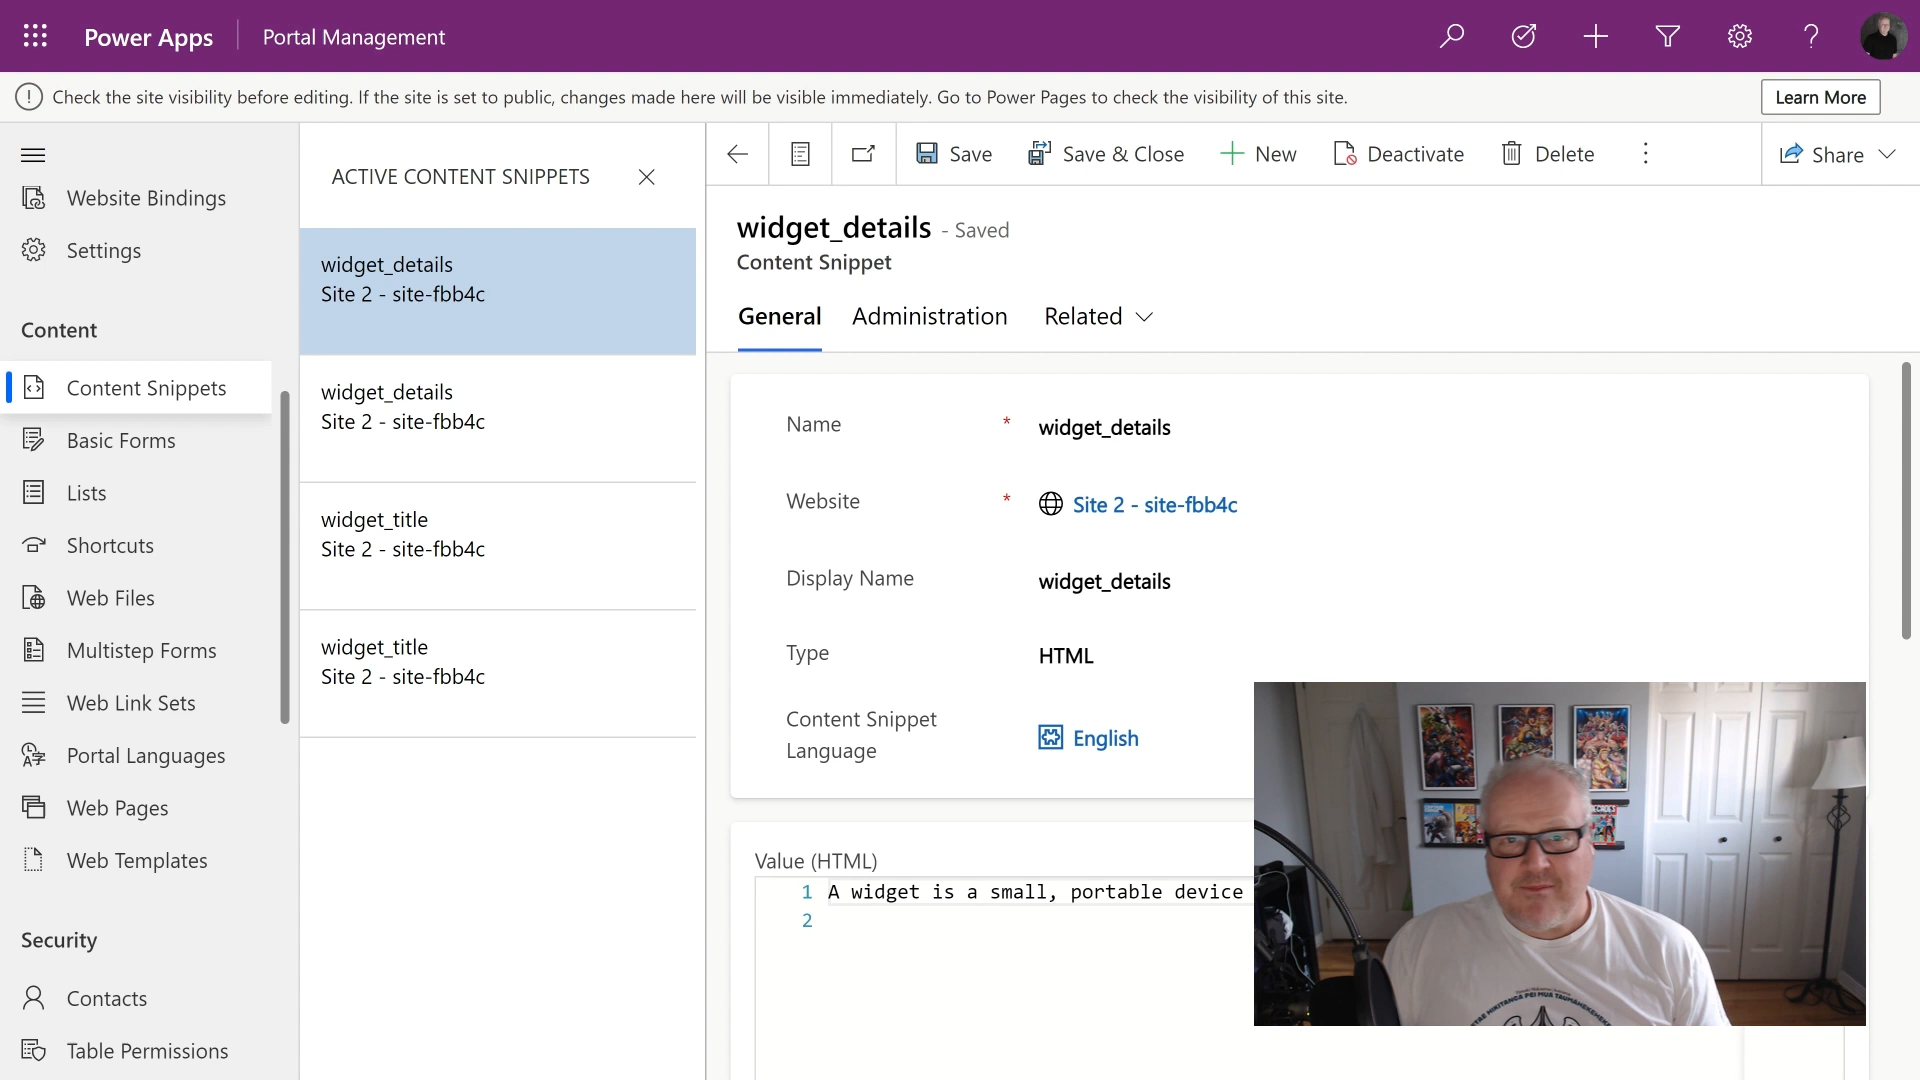 Power Apps
Portal Management
Check the site visibility before editing. If the site is set to public, changes made here will be visible immediately. Go to Power Pages to check the visibility of this site.
Learn More
Website Bindings
Settings
Content
Content Snippets
Basic Forms
Lists
Shortcuts
Web Files
Multistep Forms
Web Link Sets
Portal Languages
Web Pages
Web Templates
Security
Contacts
Table Permissions
ACTIVE CONTENT SNIPPETS
widget_details
Site 2 - site-fbb4c
widget_details
Site 2 - site-fbb4c
widget_title
Site 2 - site-fbb4c
widget_title
Site 2 - site-fbb4c
Save
Save & Close
New
Deactivate
Delete
Share
widget_details - Saved
Content Snippet
General
Administration
Related
Name * widget_details
Website * Site 2 - site-fbb4c
Display Name widget_details
Type HTML
Content Snippet
Language
English
Value (HTML)
1 A widget is a small, portable device
2